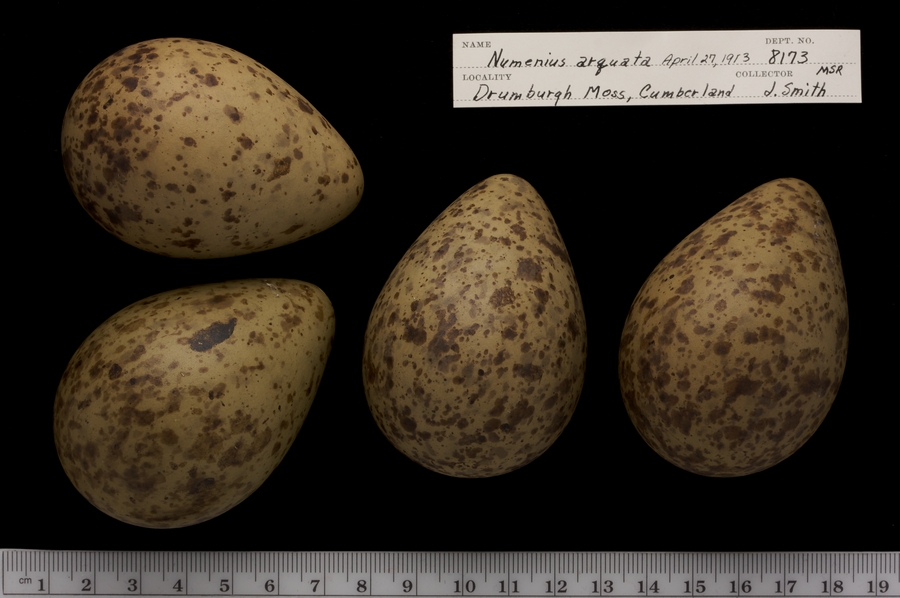 NAME DEPT. NO.
Numenius arquata April 27, 1913 8173
LOCALITY COLLECTOR MSR
Drumburgh Moss, Cumberland J. Smith
cm 1 2 3 4 5 6 7 8 9 10 11 12 13 14 15 16 17 18 19